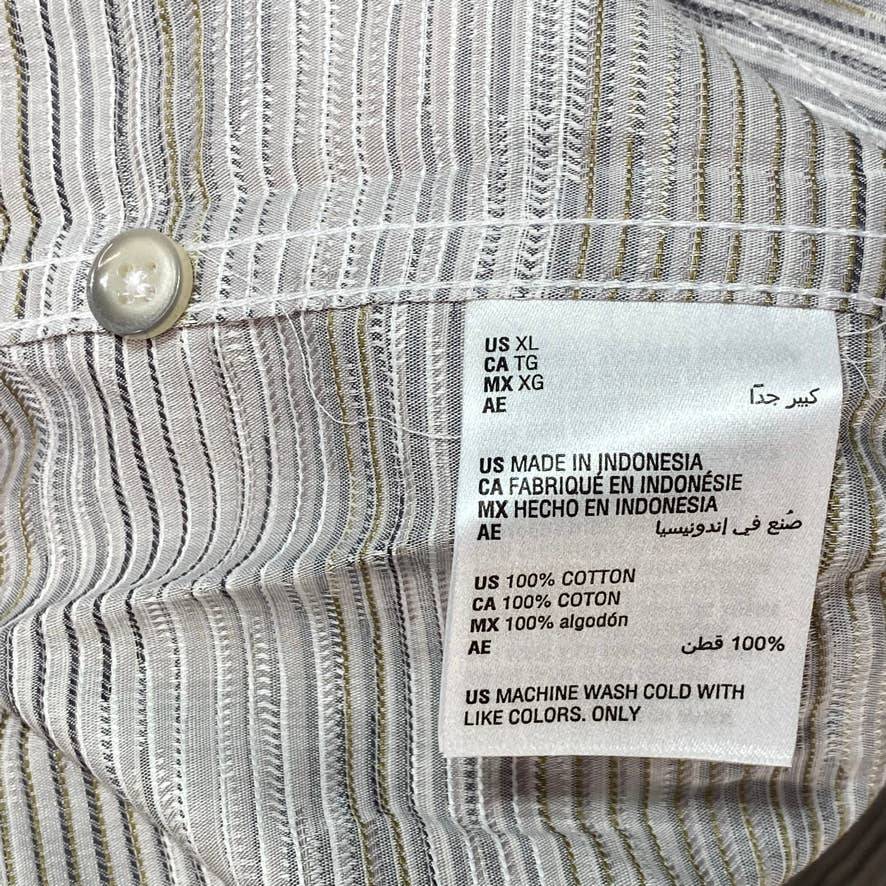 US XL
CA TG
MX XG
AE كبير جدًا
US MADE IN INDONESIA
CA FABRIQUÉ EN INDONÉSIE
MX HECHO EN INDONESIA
AE صُنع في إندونيسيا
US 100% COTTON
CA 100% COTON
MX 100% algodón
AE 100% قطن
US MACHINE WASH COLD WITH
LIKE COLORS. ONLY